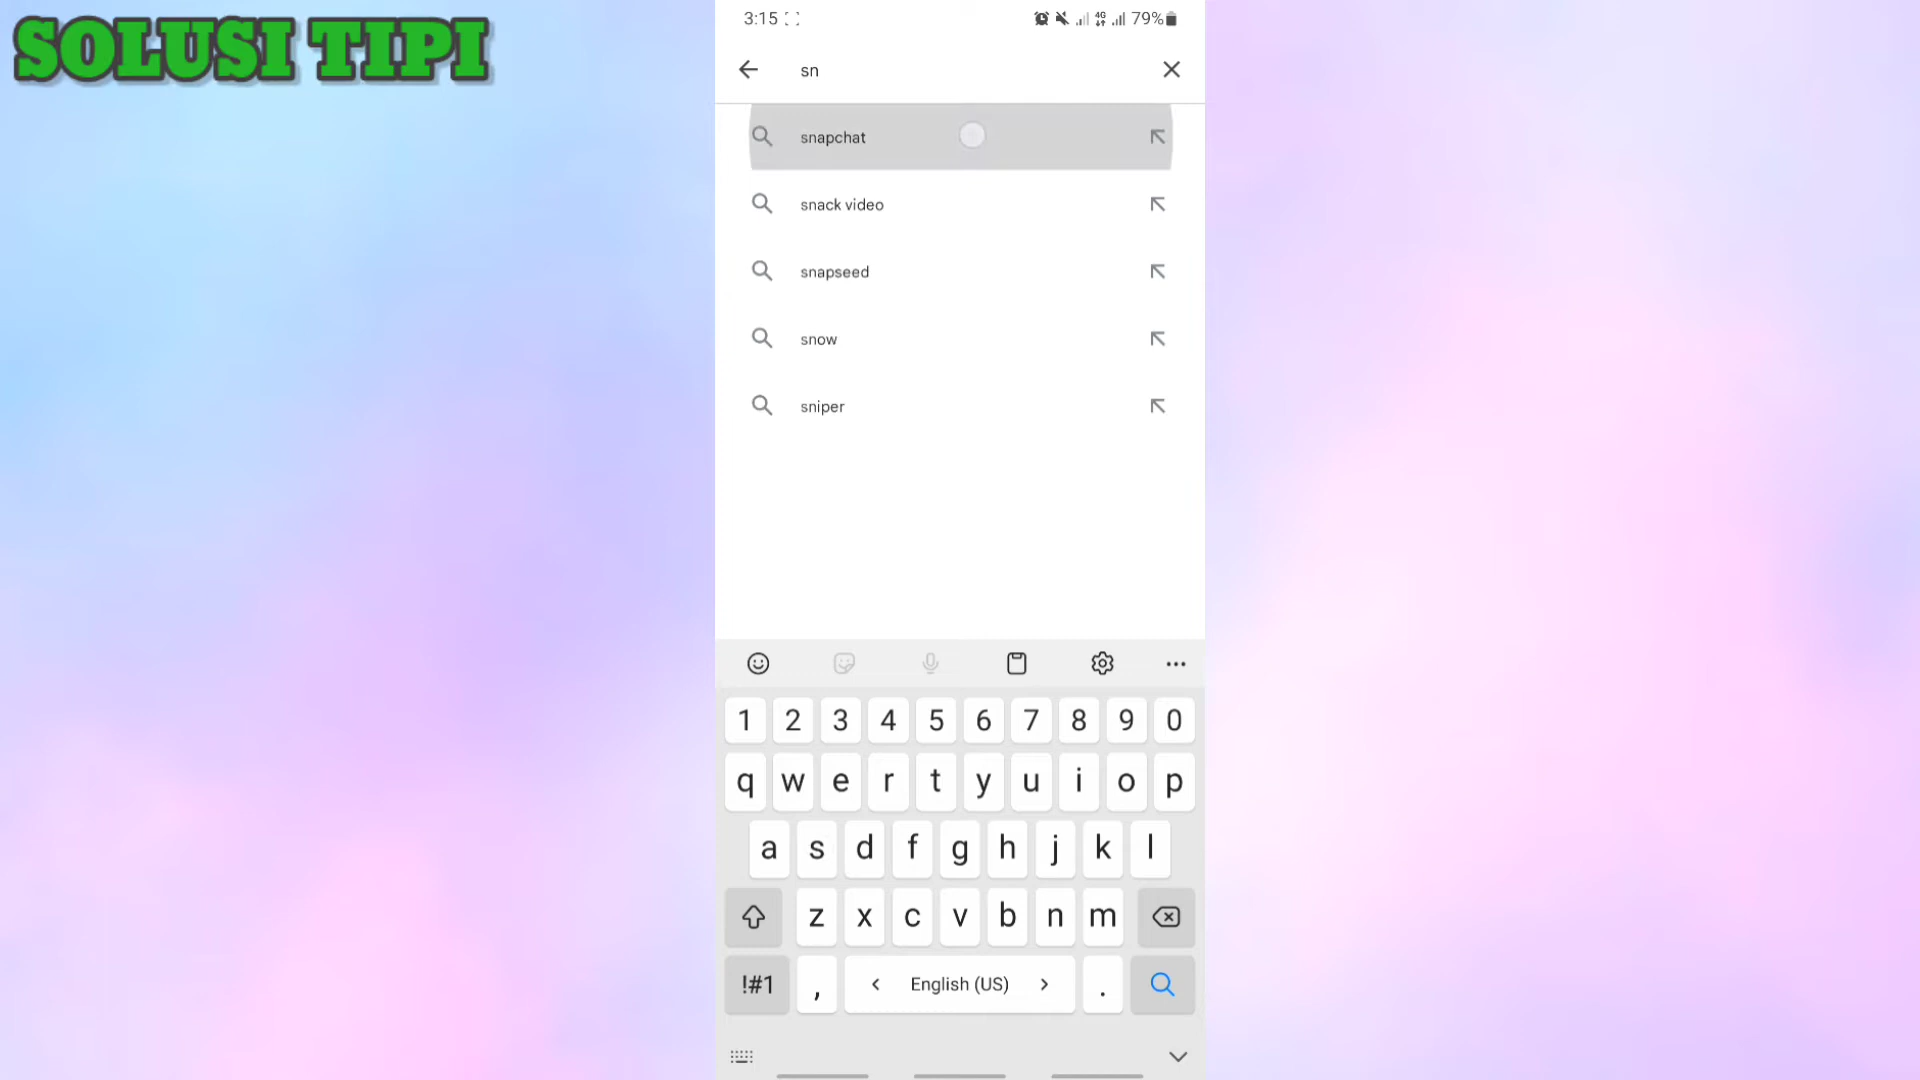 SOLUSI TIPI
3:15
4G
79%
sn
snapchat
snack video
snapseed
snow
sniper
1 2 3 4 5 6 7 8 9 0
q w e r t y u i o p
a s d f g h j k l
z x c v b n m
!#1 , < English (US) > .